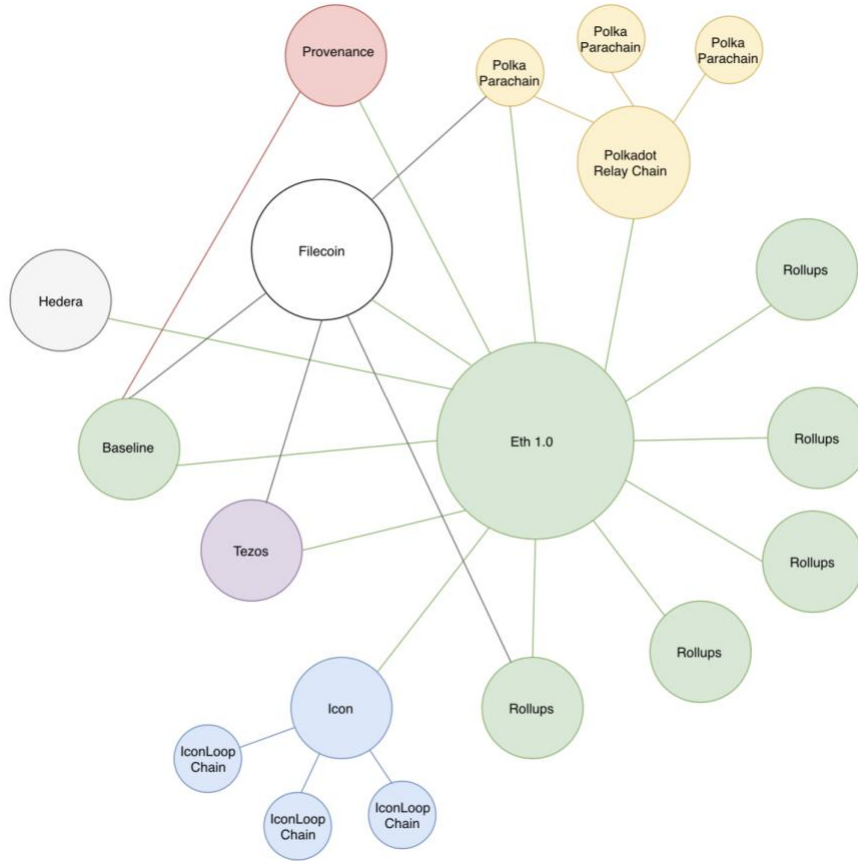 Provenance
Polka
Parachain
Polka
Parachain
Polka
Parachain
Polkadot
Relay Chain
Filecoin
Hedera
Rollups
Baseline
Eth 1.0
Rollups
Tezos
Rollups
Rollups
Icon
Rollups
IconLoop
Chain
IconLoop
Chain
IconLoop
Chain